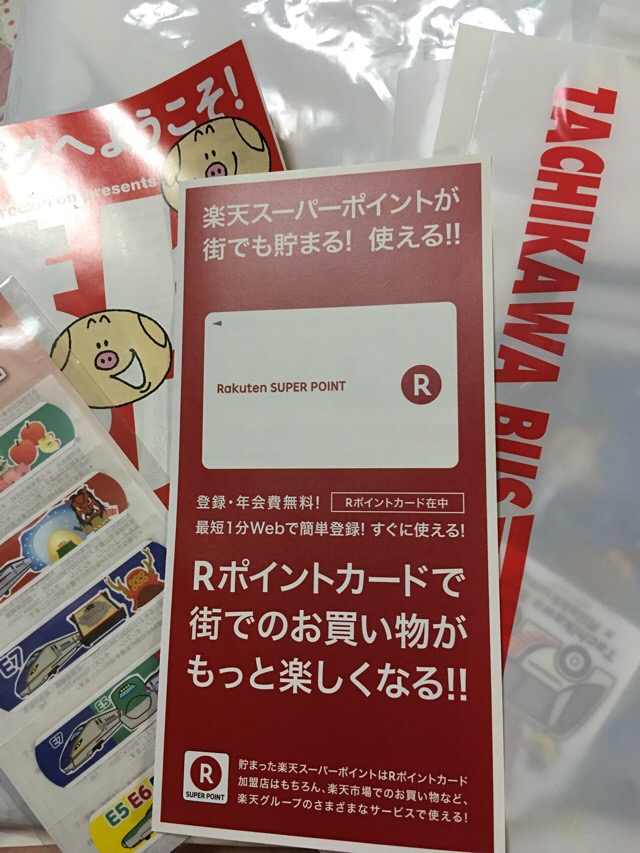 グへようこそ!
presents
楽天スーパーポイントが
街でも貯まる! 使える!!
Rakuten SUPER POINT
R
登録・年会費無料!
Rポイントカード在中
最短1分Webで簡単登録! すぐに使える!
Rポイントカードで
街でのお買い物が
もっと楽しくなる!!
R
SUPER POINT
貯まった楽天スーパーポイントはRポイントカード
加盟店はもちろん、楽天市場でのお買い物など、
楽天グループのさまざまなサービスで使える!
TACHIKAWA BUS
Tachikawa
E7
E5
E7
E5 E6